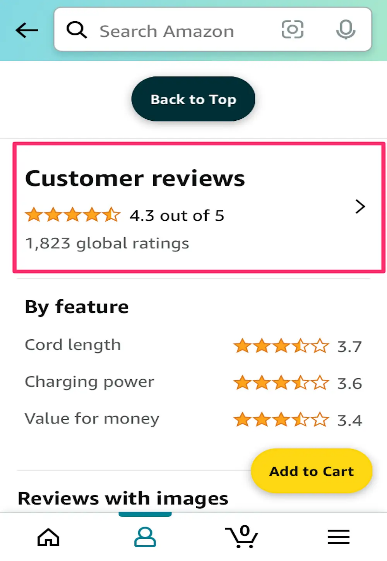 Search Amazon
Back to Top
Customer reviews
4.3 out of 5
1,823 global ratings
By feature
Cord length 3.7
Charging power 3.6
Value for money 3.4
Add to Cart
Reviews with images
0